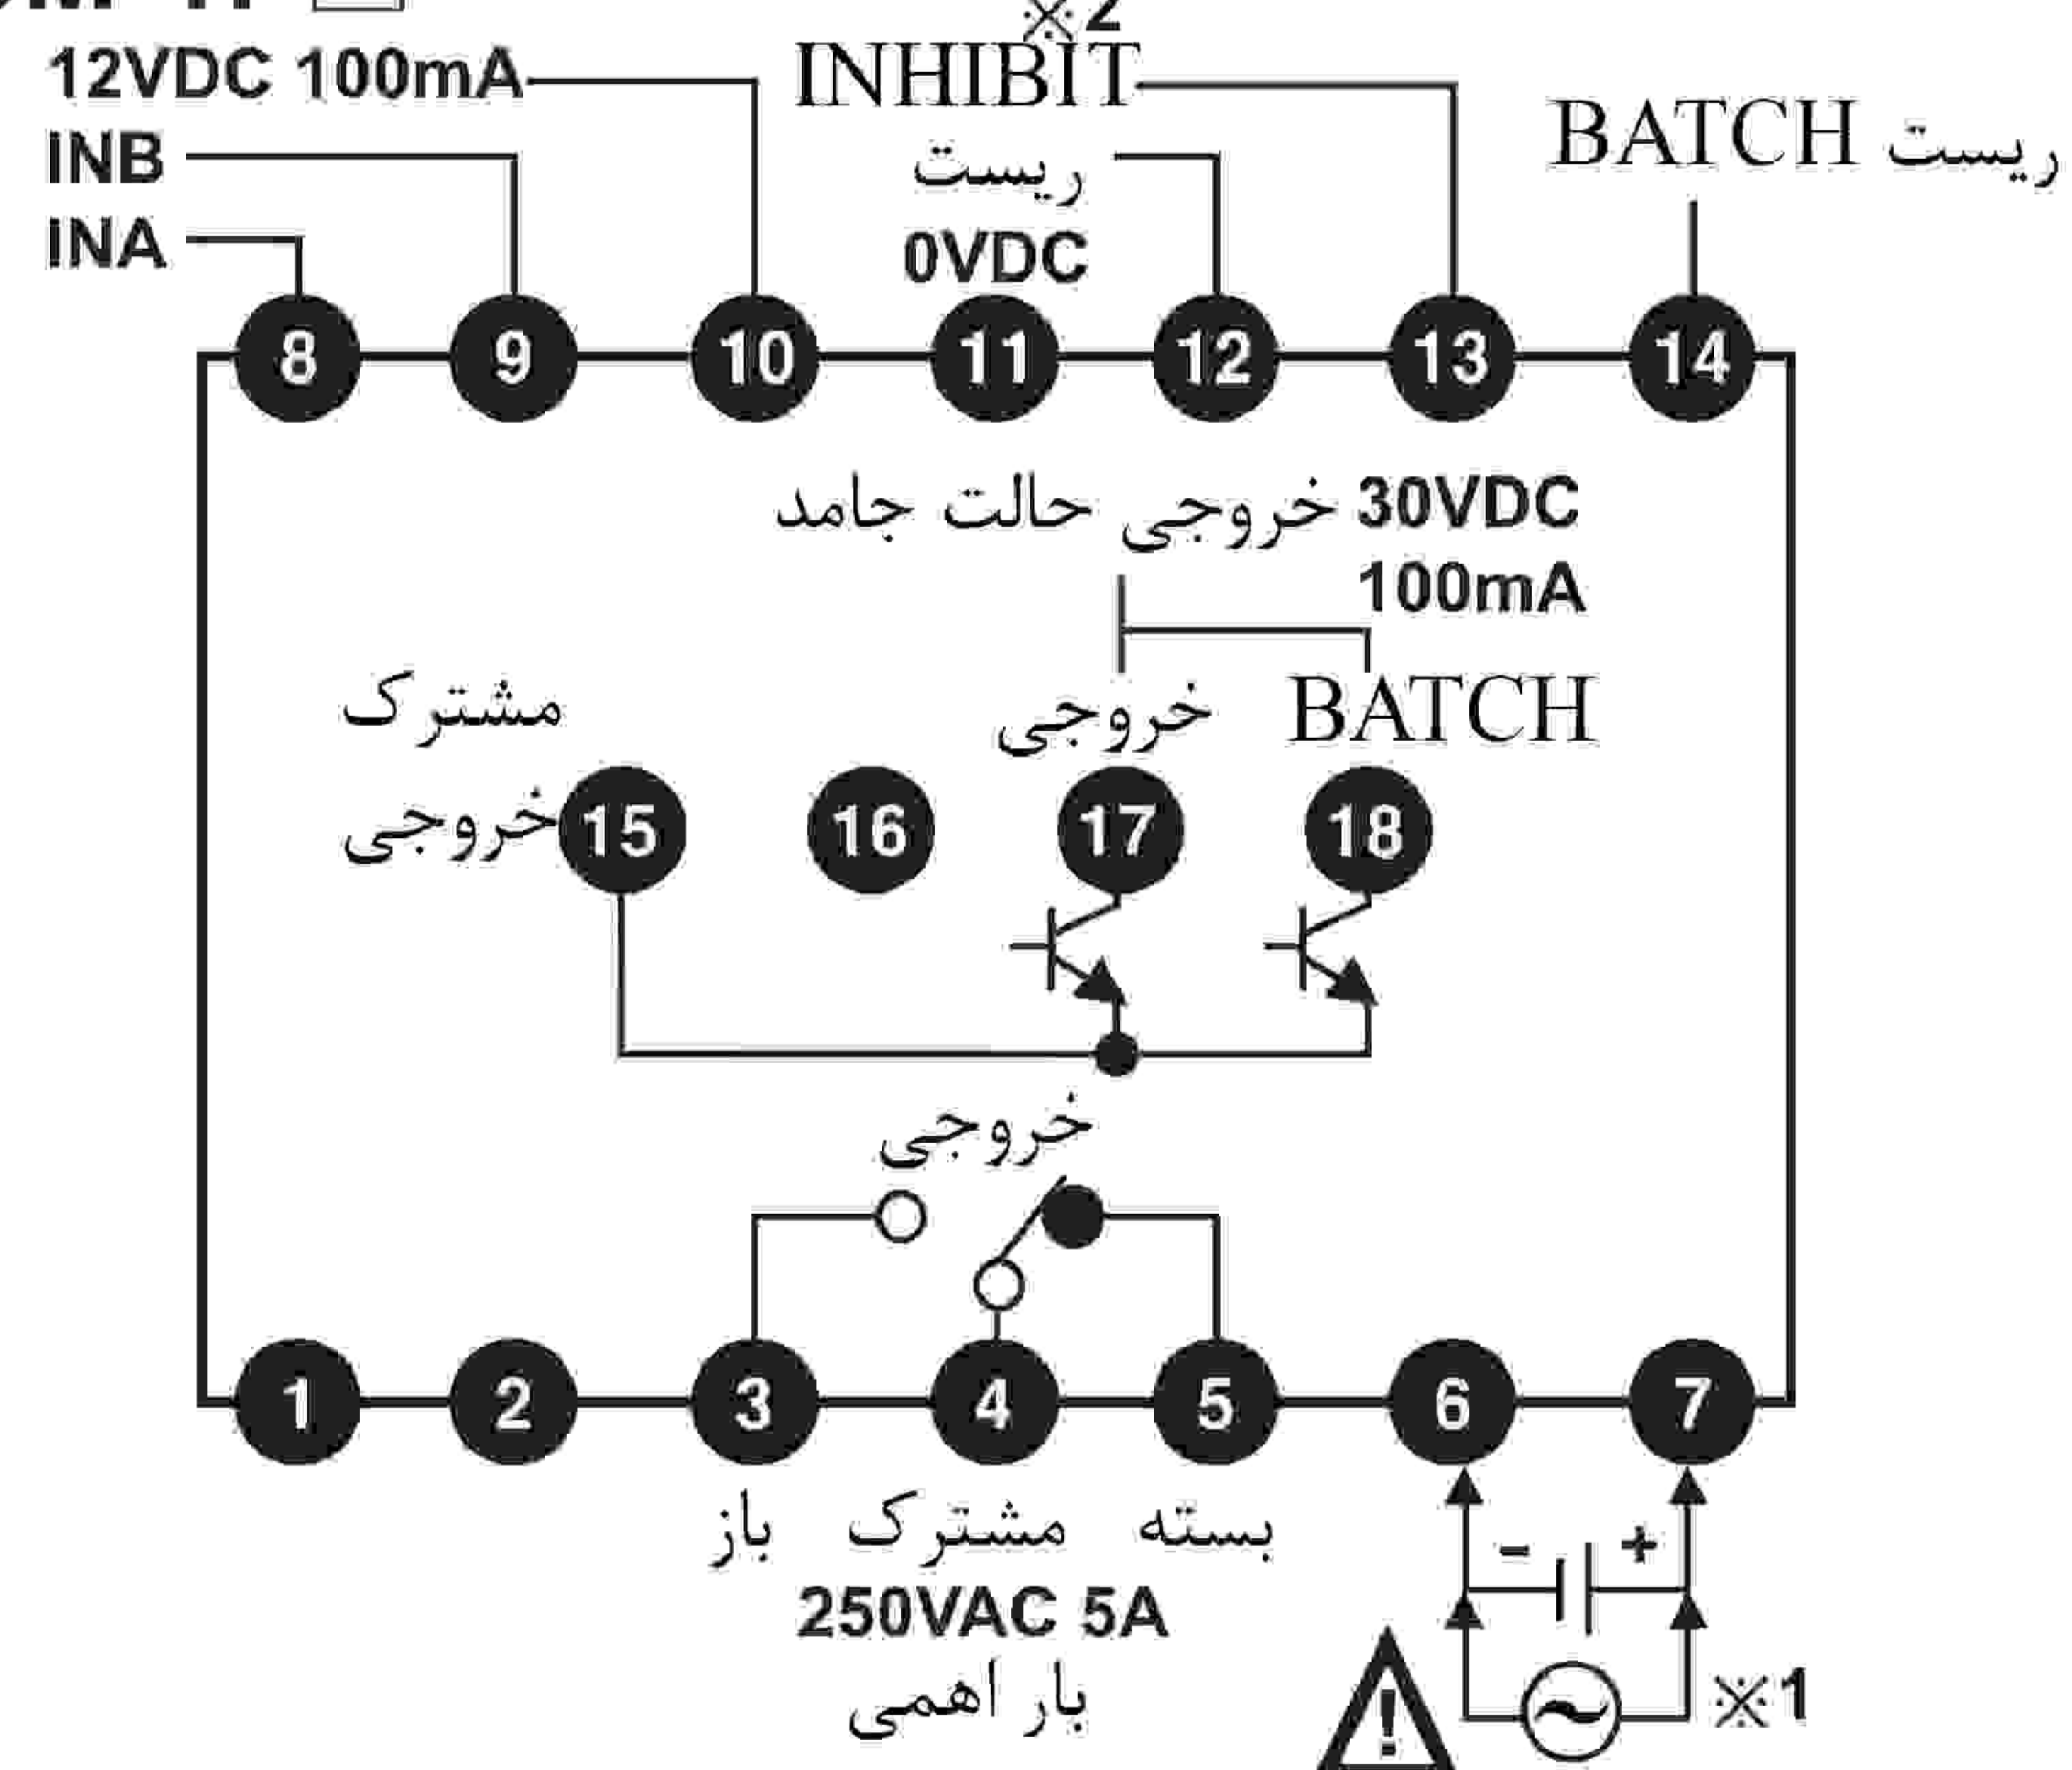 ※2
12VDC 100mA
INHIBIT
INB
ریست
BATCH ریست
INA
0VDC
8 9 10 11 12 13 14
خروجی حالت جامد 30VDC
100mA
مشترک
خروجی
BATCH
خروجی
15 16 17 18
خروجی
1 2 3 4 5 6 7
باز مشترک بسته
- +
250VAC 5A
بار اهمی
※1
!